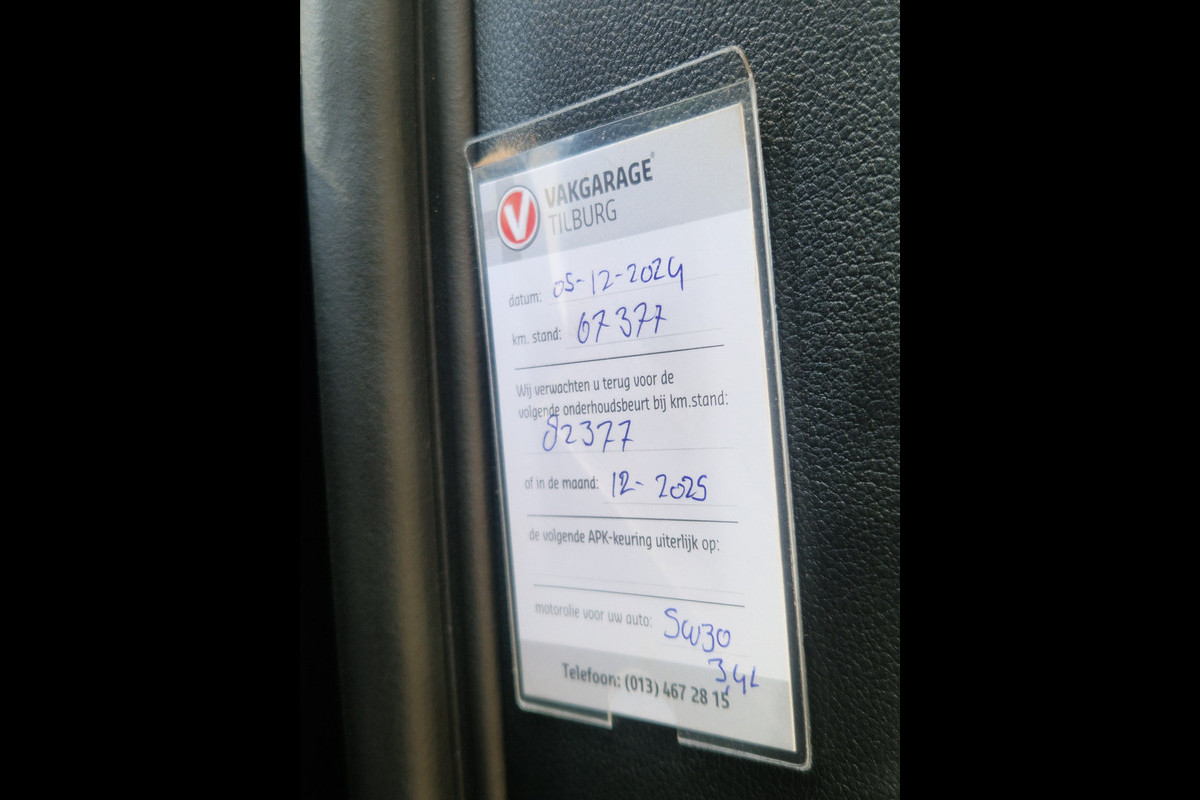 V VAKGARAGE®
TILBURG
datum: 05-12-2024
km. stand: 67377
Wij verwachten u terug voor de
volgende onderhoudsbeurt bij km.stand:
82377
of in de maand: 12-2025
de volgende APK-keuring uiterlijk op:
motorolie voor uw auto: 5W30
3,4L
Telefoon: (013) 467 28 15